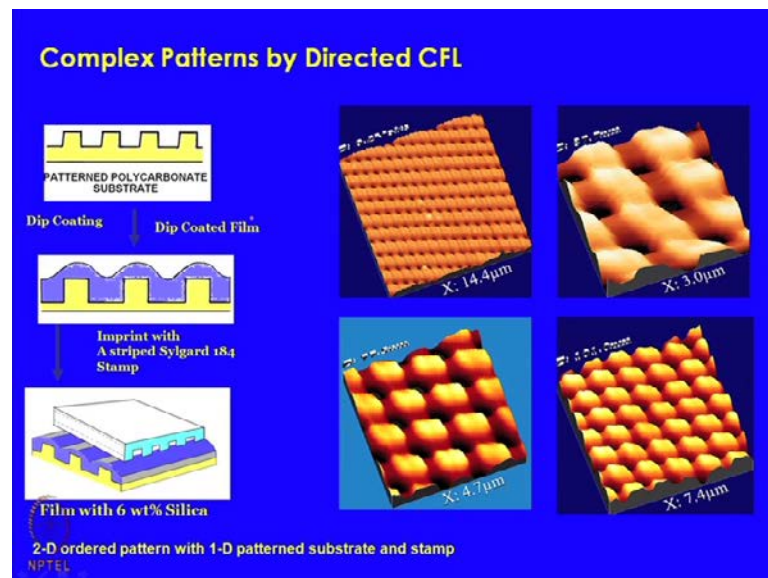 Complex Patterns by Directed CFL
PATTERNED POLYCARBONATE
SUBSTRATE
Dip Coating
Dip Coated Film
Imprint with
A striped Sylgard 184
Stamp
Film with 6 wt% Silica
X: 14.4µm
X: 3.0µm
X: 4.7µm
X: 7.4µm
2-D ordered pattern with 1-D patterned substrate and stamp
NPTEL